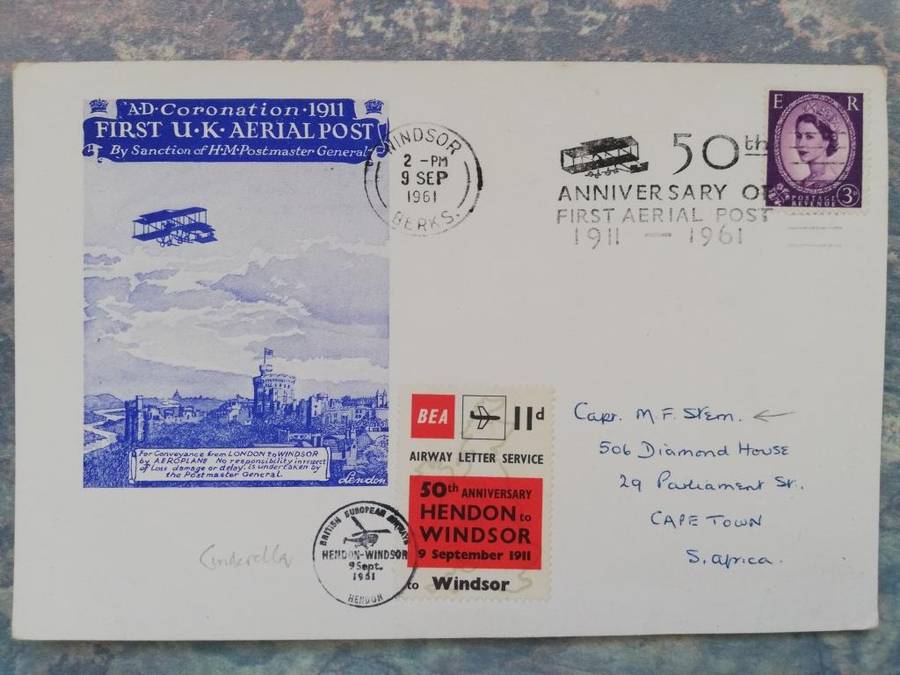 A·D·Coronation·1911
FIRST U.K. AERIAL POST
By Sanction of H·M·Postmaster General
For Conveyance from LONDON to WINDSOR
by AEROPLANE No responsibility in respect
of Loss damage or delay, is undertaken by
the Postmaster General.
London
WINDSOR
2 - PM
9 SEP
1961
BERKS.
50th
ANNIVERSARY OF
FIRST AERIAL POST
1911 — 1961
E R
POSTAGE
REVENUE
3D
BEA
11d
AIRWAY LETTER SERVICE
50th ANNIVERSARY
HENDON to
WINDSOR
9 September 1911
to Windsor
BRITISH EUROPEAN AIRWAYS
HENDON-WINDSOR
9 Sept.
1961
HENDON
Cinderella
Capt. M F. Stern.
506 Diamond House
29 Parliament St.
CAPE TOWN
S. Africa.